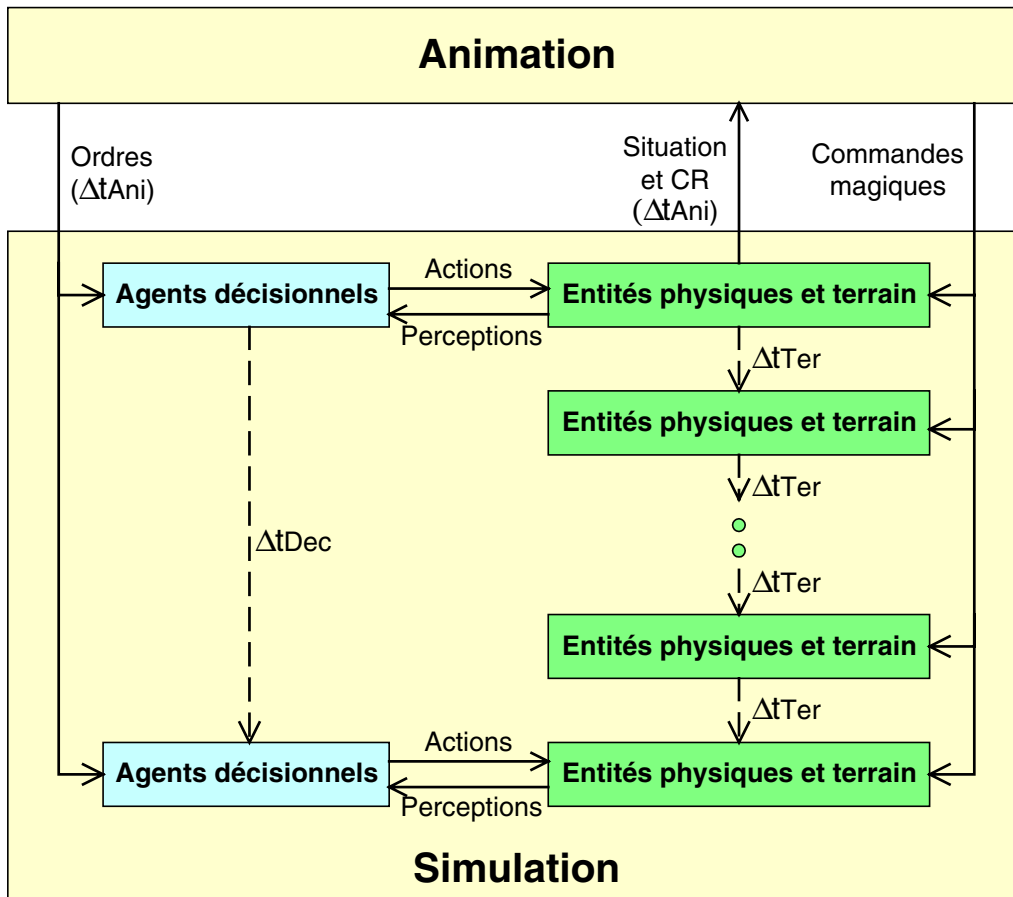 Animation
Ordres
(ΔtAni)
Situation
et CR
(ΔtAni)
Commandes
magiques
Agents décisionnels
Actions
Perceptions
Entités physiques et terrain
ΔtTer
Entités physiques et terrain
ΔtTer
ΔtDec
ΔtTer
Entités physiques et terrain
ΔtTer
Agents décisionnels
Actions
Perceptions
Entités physiques et terrain
Simulation